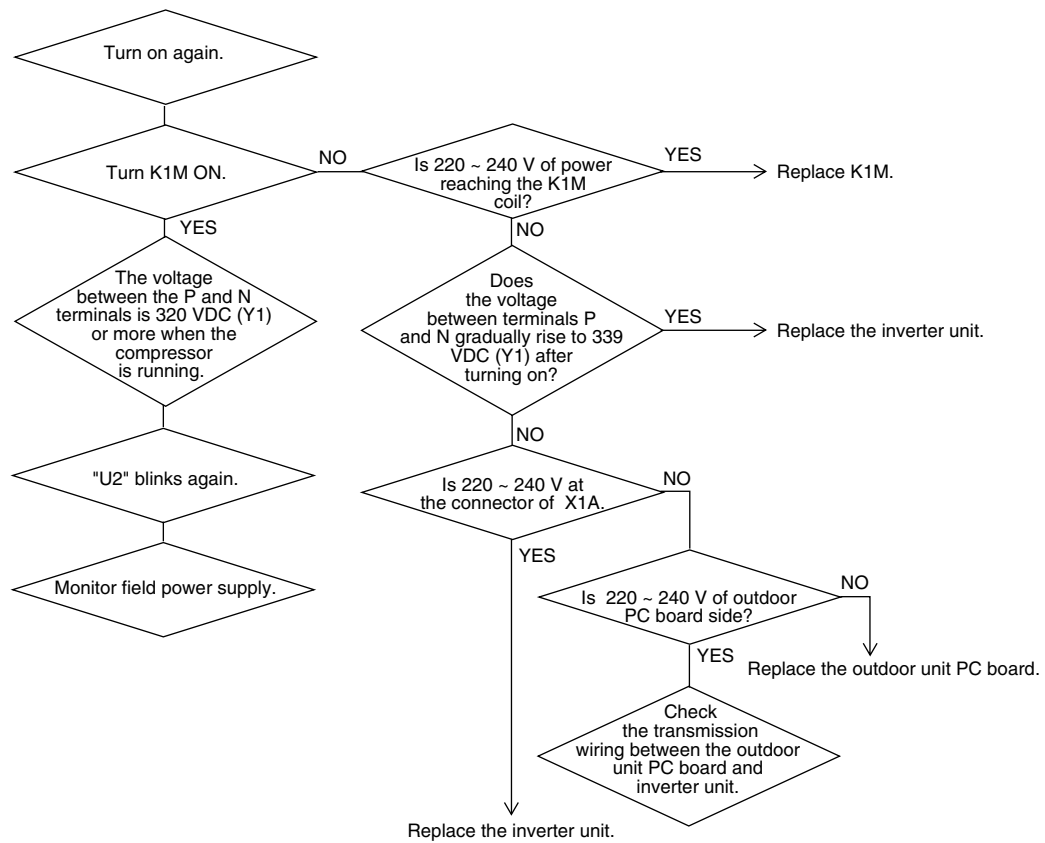 Turn on again.
Turn K1M ON.
NO
Is 220 ~ 240 V of power
reaching the K1M
coil?
YES
Replace K1M.
YES
NO
The voltage
between the P and N
terminals is 320 VDC (Y1)
or more when the
compressor
is running.
Does
the voltage
between terminals P
and N gradually rise to 339
VDC (Y1) after
turning on?
YES
Replace the inverter unit.
NO
"U2" blinks again.
Is 220 ~ 240 V at
the connector of X1A.
NO
YES
Monitor field power supply.
Is 220 ~ 240 V of outdoor
PC board side?
NO
YES
Replace the outdoor unit PC board.
Check
the transmission
wiring between the outdoor
unit PC board and
inverter unit.
Replace the inverter unit.